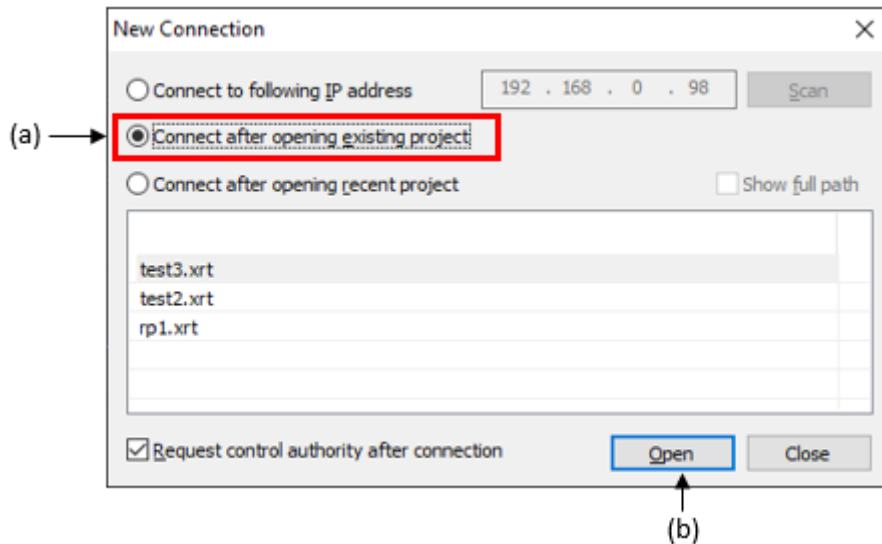 New Connection
Connect to following IP address 192 . 168 . 0 . 98 Scan
(a) Connect after opening existing project
Connect after opening recent project Show full path
test3.xrt
test2.xrt
rp1.xrt
Request control authority after connection Open Close
(b)